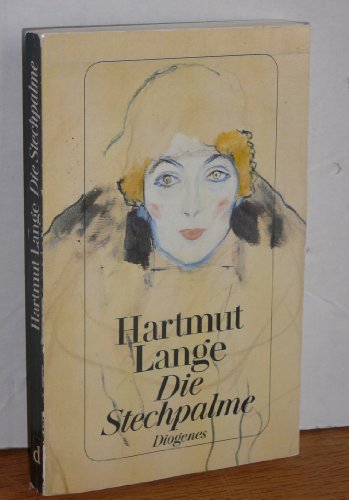 Hartmut Lange Die Stechpalme
d
Hartmut
Lange
Die
Stechpalme
Diogenes